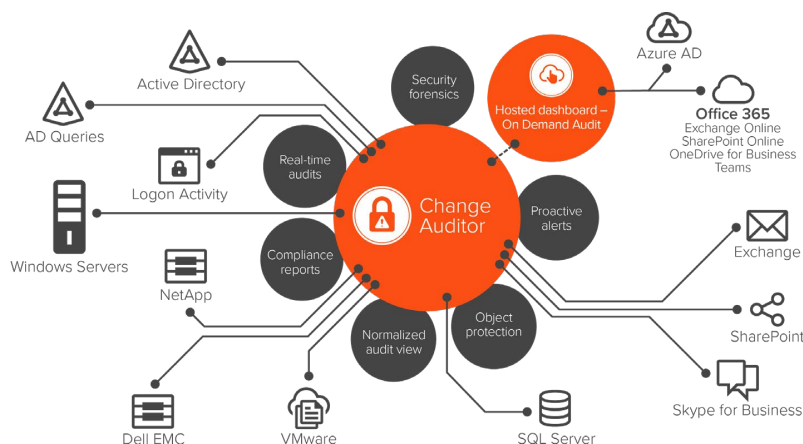 Azure AD
Active Directory
Security
forensics
Hosted dashboard –
On Demand Audit
Office 365
Exchange Online
SharePoint Online
OneDrive for Business
Teams
AD Queries
Real-time
audits
Logon Activity
Change
Auditor
Proactive
alerts
Windows Servers
Compliance
reports
Exchange
NetApp
Normalized
audit view
Object
protection
SharePoint
Skype for Business
Dell EMC
VMware
SQL Server